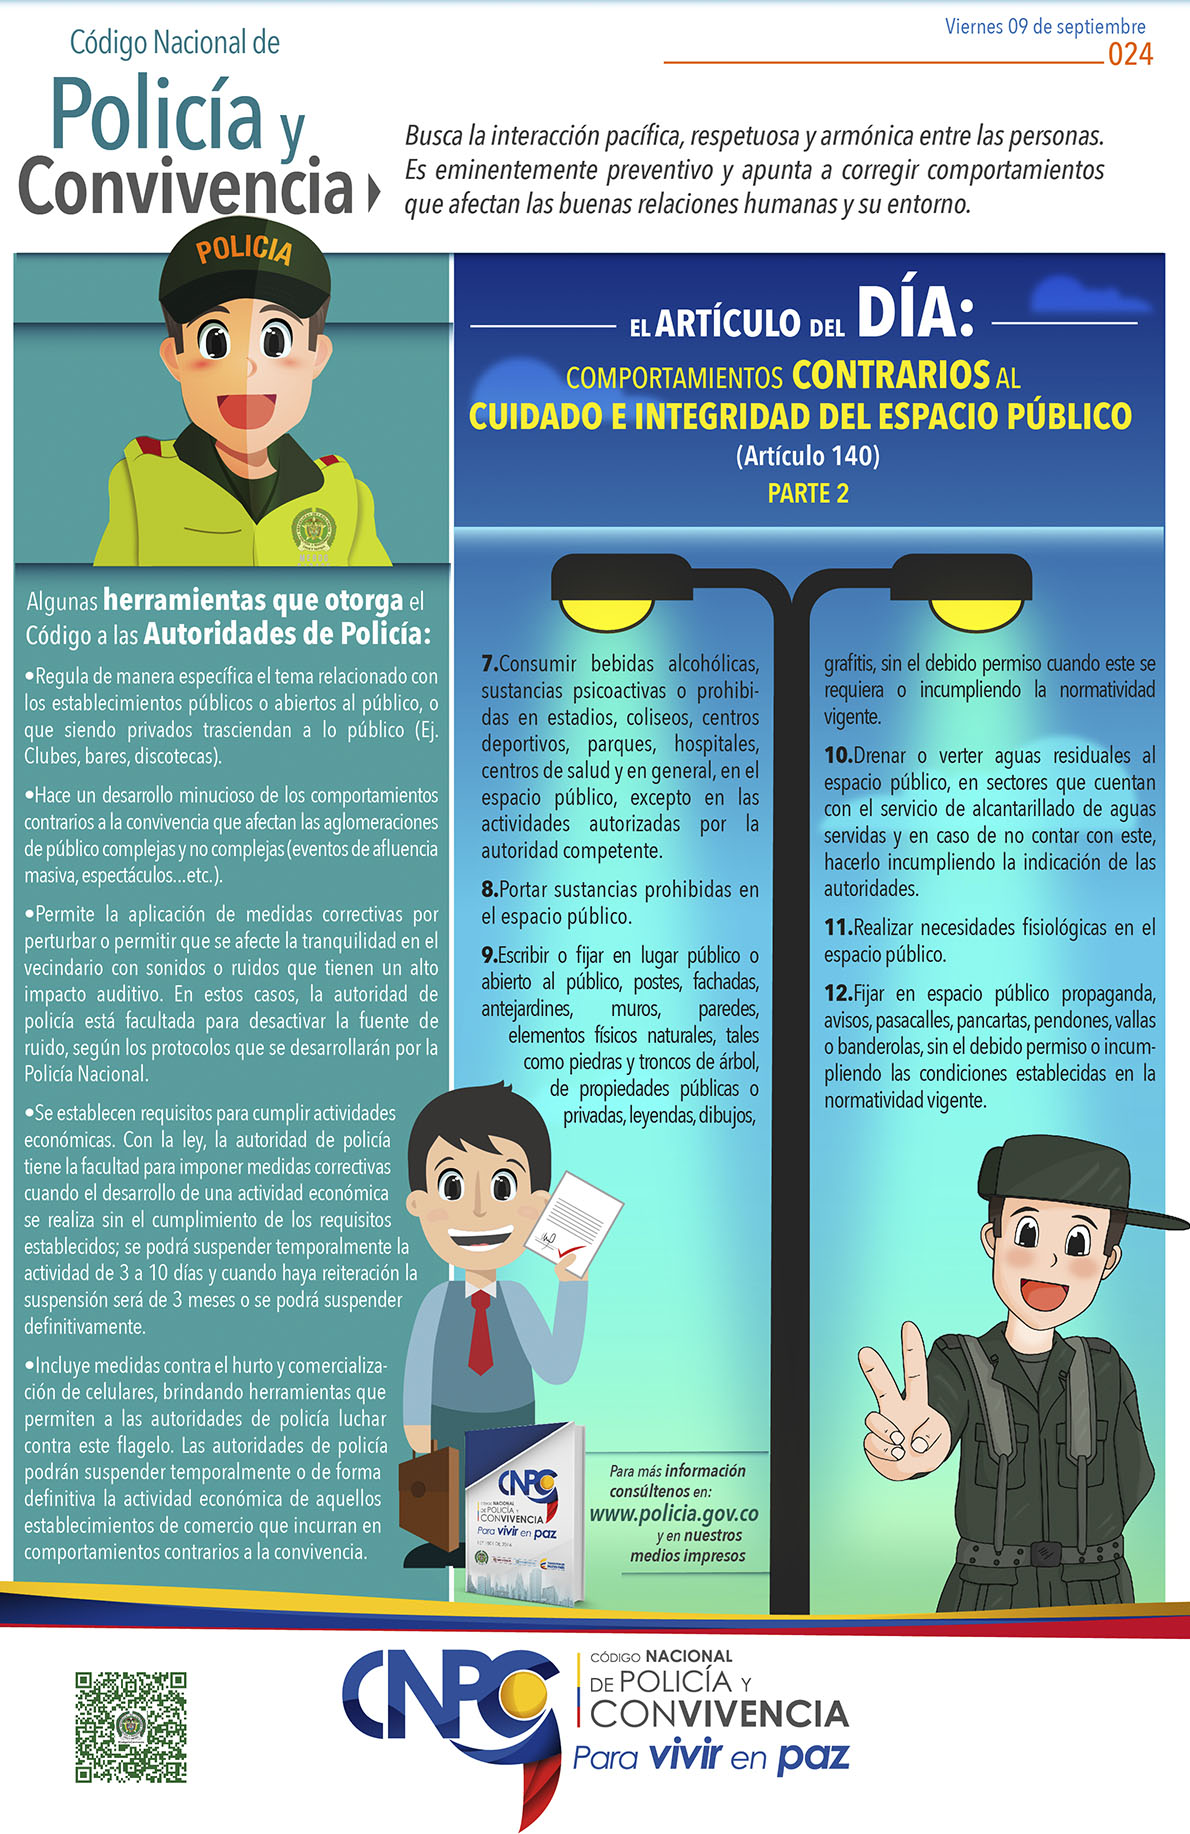 Viernes 09 de septiembre
024
Código Nacional de
Policía y
Convivencia
Busca la interacción pacífica, respetuosa y armónica entre las personas.
Es eminentemente preventivo y apunta a corregir comportamientos
que afectan las buenas relaciones humanas y su entorno.
POLICIA
Algunas herramientas que otorga el
Código a las Autoridades de Policía:
•Regula de manera específica el tema relacionado con
los establecimientos públicos o abiertos al público, o
que siendo privados trasciendan a lo público (Ej.
Clubes, bares, discotecas).
•Hace un desarrollo minucioso de los comportamientos
contrarios a la convivencia que afectan las aglomeraciones
de público complejas y no complejas (eventos de afluencia
masiva, espectáculos...etc.).
•Permite la aplicación de medidas correctivas por
perturbar o permitir que se afecte la tranquilidad en el
vecindario con sonidos o ruidos que tienen un alto
impacto auditivo. En estos casos, la autoridad de
policía está facultada para desactivar la fuente de
ruido, según los protocolos que se desarrollarán por la
Policía Nacional.
•Se establecen requisitos para cumplir actividades
económicas. Con la ley, la autoridad de policía
tiene la facultad para imponer medidas correctivas
cuando el desarrollo de una actividad económica
se realiza sin el cumplimiento de los requisitos
establecidos; se podrá suspender temporalmente la
actividad de 3 a 10 días y cuando haya reiteración la
suspensión será de 3 meses o se podrá suspender
definitivamente.
•Incluye medidas contra el hurto y comercializa-
ción de celulares, brindando herramientas que
permiten a las autoridades de policía luchar
contra este flagelo. Las autoridades de policía
podrán suspender temporalmente o de forma
definitiva la actividad económica de aquellos
establecimientos de comercio que incurran en
comportamientos contrarios a la convivencia.
EL ARTÍCULO DEL DÍA:
COMPORTAMIENTOS CONTRARIOS AL
CUIDADO E INTEGRIDAD DEL ESPACIO PÚBLICO
(Artículo 140)
PARTE 2
7.Consumir bebidas alcohólicas,
sustancias psicoactivas o prohibi-
das en estadios, coliseos, centros
deportivos, parques, hospitales,
centros de salud y en general, en el
espacio público, excepto en las
actividades autorizadas por la
autoridad competente.
8.Portar sustancias prohibidas en
el espacio público.
9.Escribir o fijar en lugar público o
abierto al público, postes, fachadas,
antejardines, muros, paredes,
elementos físicos naturales, tales
como piedras y troncos de árbol,
de propiedades públicas o
privadas, leyendas, dibujos,
grafitis, sin el debido permiso cuando este se
requiera o incumpliendo la normatividad
vigente.
10.Drenar o verter aguas residuales al
espacio público, en sectores que cuentan
con el servicio de alcantarillado de aguas
servidas y en caso de no contar con este,
hacerlo incumpliendo la indicación de las
autoridades.
11.Realizar necesidades fisiológicas en el
espacio público.
12.Fijar en espacio público propaganda,
avisos, pasacalles, pancartas, pendones, vallas
o banderolas, sin el debido permiso o incum-
pliendo las condiciones establecidas en la
normatividad vigente.
CNPC
CÓDIGO NACIONAL
DE POLICÍA Y
CONVIVENCIA
Para vivir en paz
Para más información
consúltenos en:
www.policia.gov.co
y en nuestros
medios impresos
CNPC
CÓDIGO NACIONAL
DE POLICÍA Y
CONVIVENCIA
Para vivir en paz